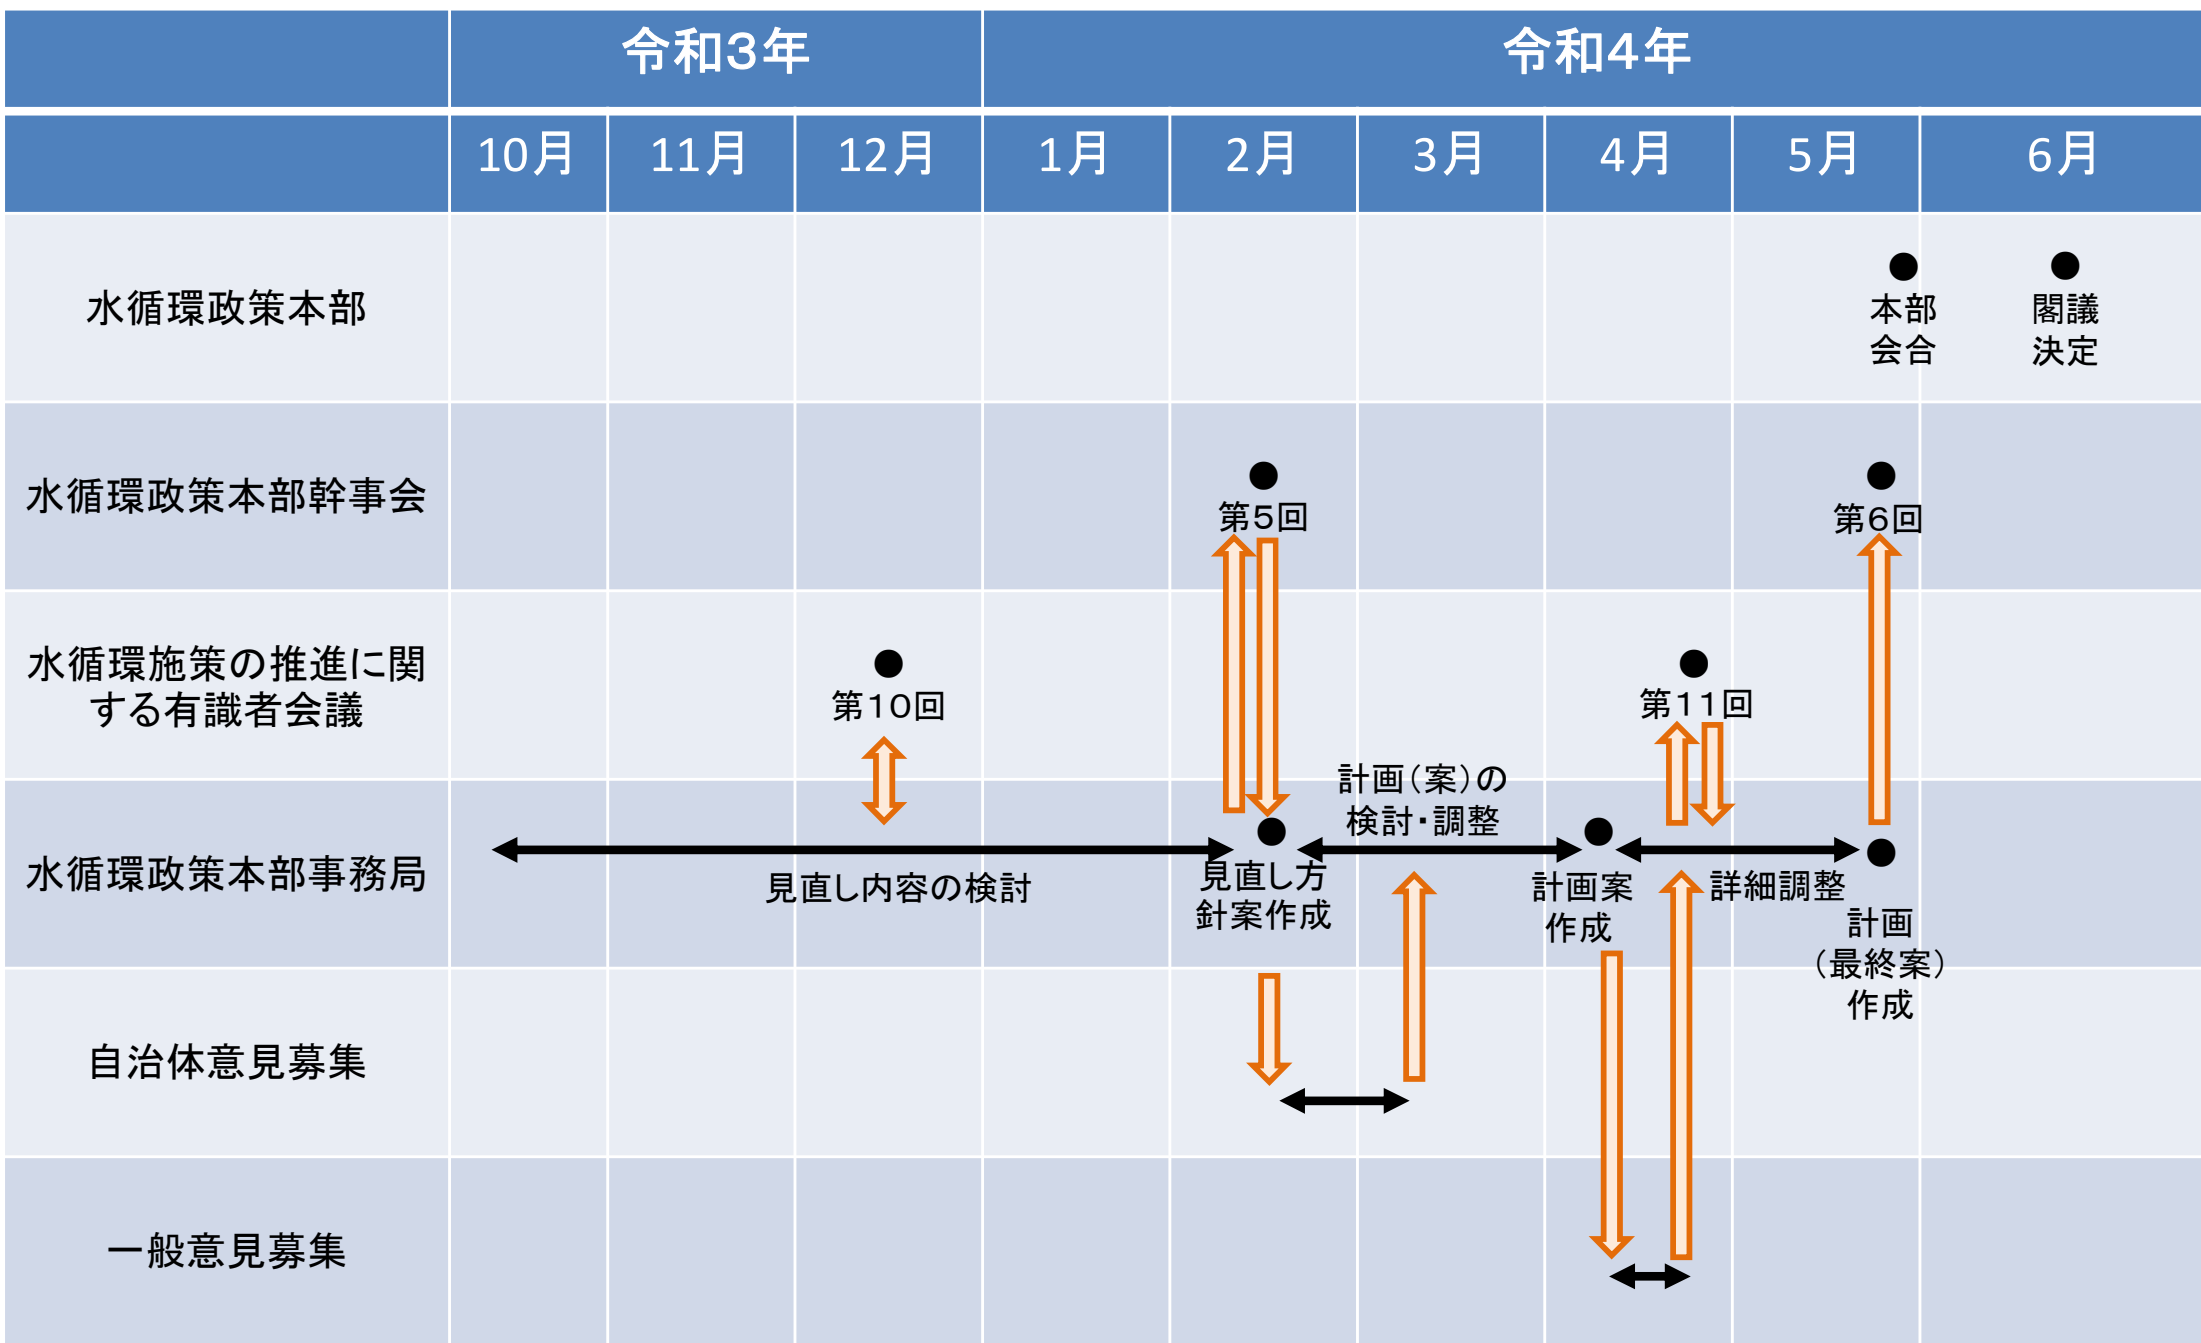 令和3年
令和4年
10月
11月
12月
1月
2月
3月
4月
5月
6月
水循環政策本部
本部
会合
閣議
決定
水循環政策本部幹事会
第5回
第6回
水循環施策の推進に関
する有識者会議
第10回
第11回
水循環政策本部事務局
見直し内容の検討
見直し方
針案作成
計画(案)の
検討・調整
計画案
作成
詳細調整
計画
(最終案)
作成
自治体意見募集
一般意見募集